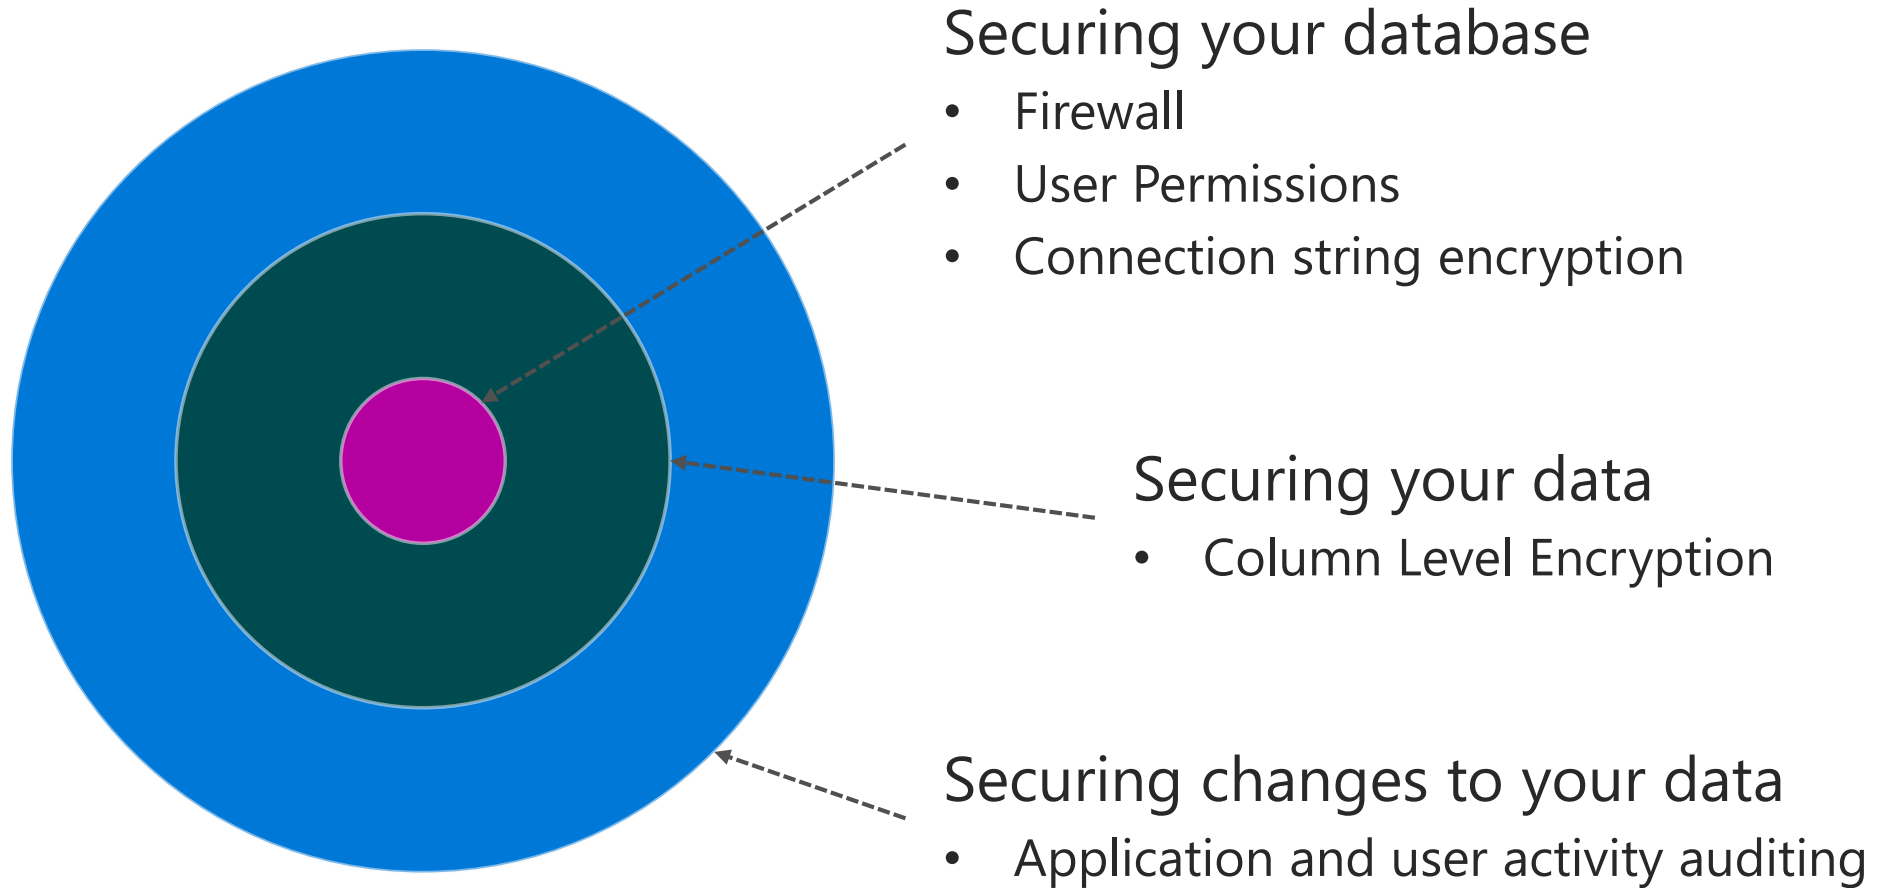 Securing your database
• Firewall
• User Permissions
• Connection string encryption
Securing your data
• Column Level Encryption
Securing changes to your data
• Application and user activity auditing